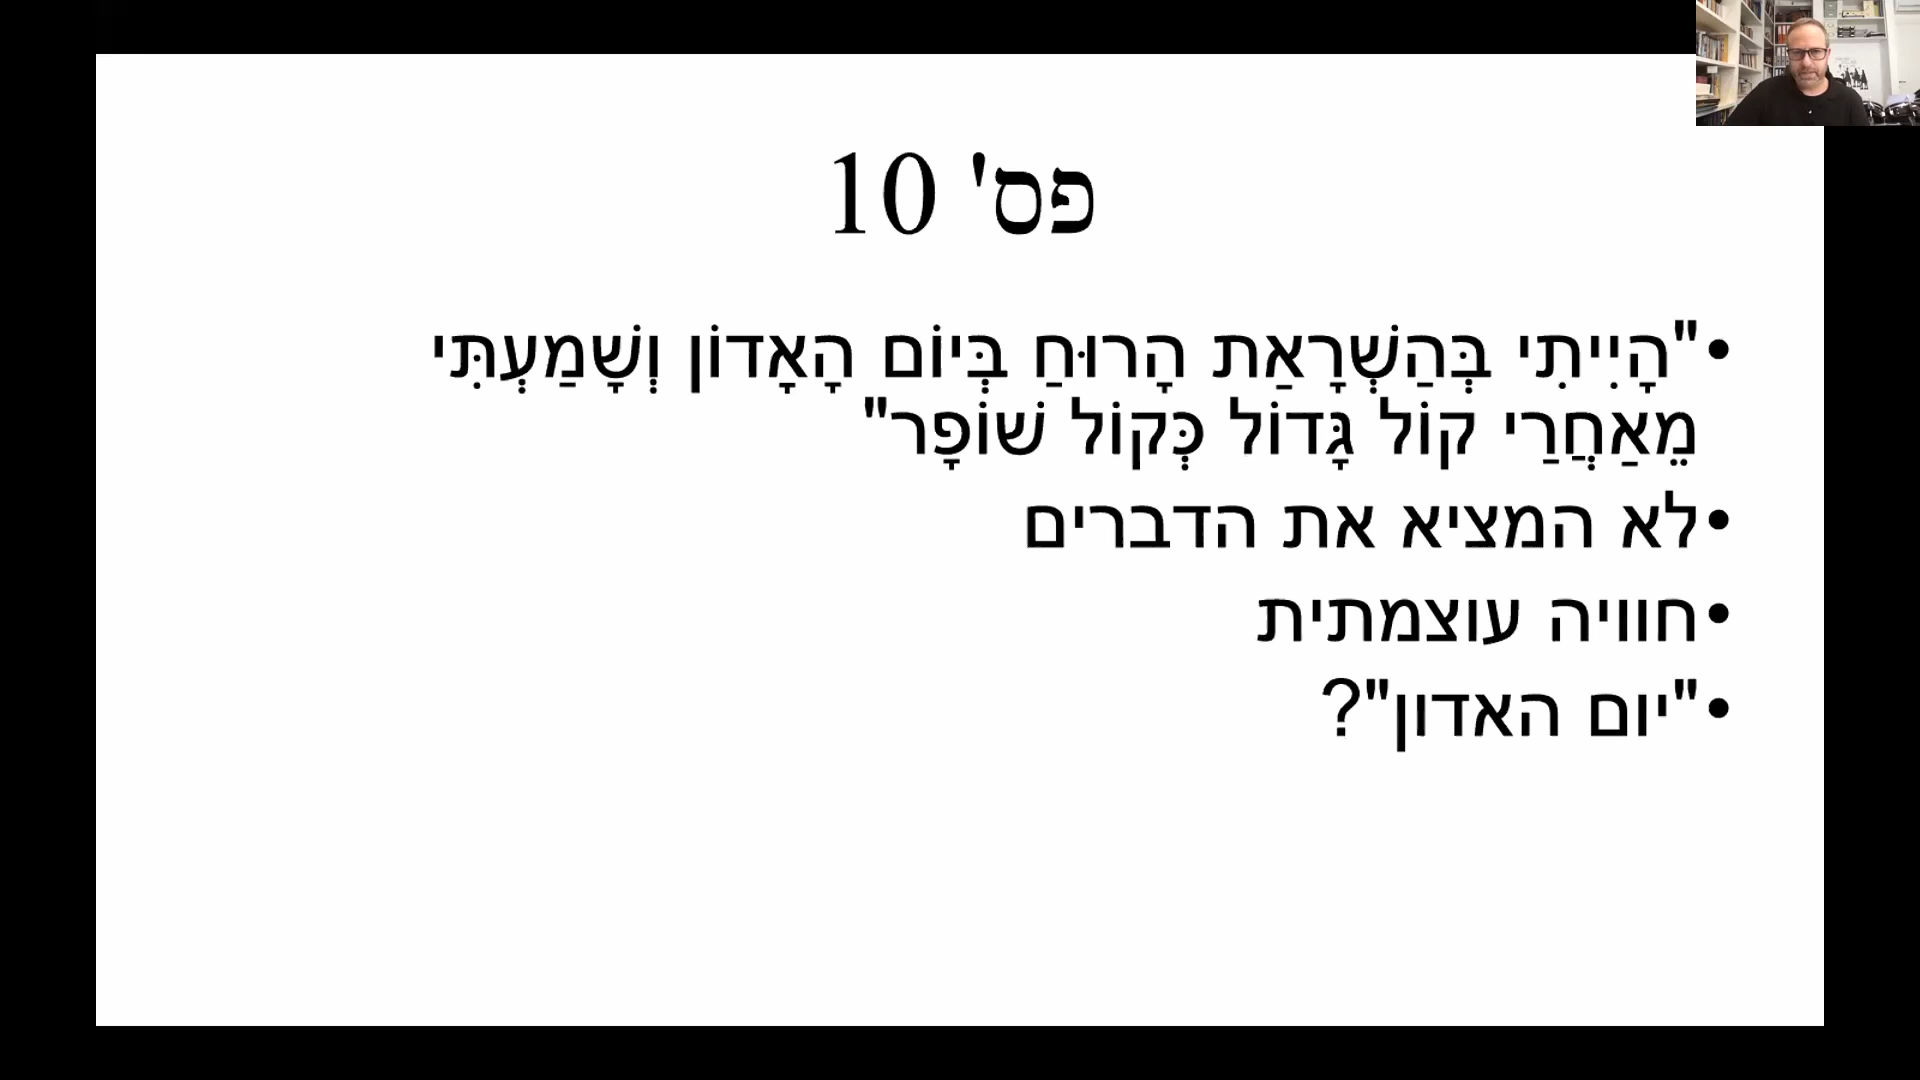 פס' 10
•"הָיִיתִי בְּהַשְׁרָאַת הָרוּחַ בְּיוֹם הָאָדוֹן וְשָׁמַעְתִּי
מֵאַחֲרַי קוֹל גָּדוֹל כְּקוֹל שׁוֹפָר"
•לא המציא את הדברים
•חוויה עוצמתית
•"יום האדון"?